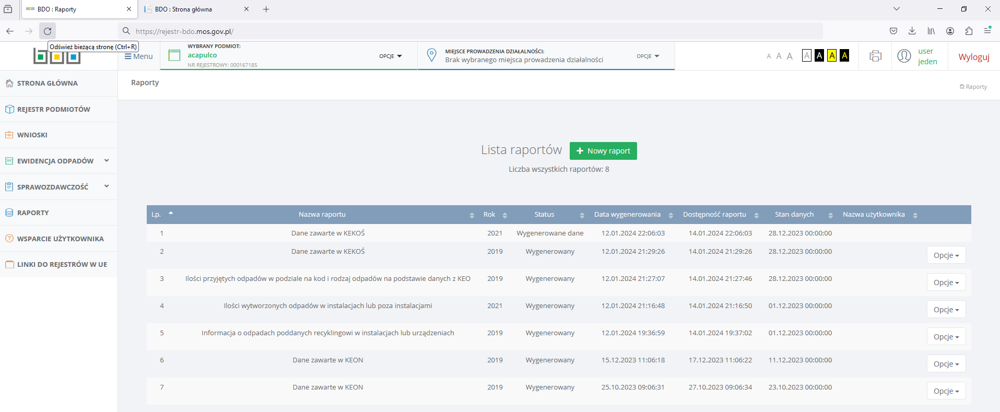 BDO : Raporty
BDO : Strona główna
https://rejestr-bdo.mos.gov.pl/
Odśwież bieżącą stronę (Ctrl+R)
Menu
WYBRANY PODMIOT:
acapulco
NR REJESTROWY: 000167185
OPCJE
MIEJSCE PROWADZENIA DZIAŁALNOŚCI:
Brak wybranego miejsca prowadzenia działalności
OPCJE
A A A A A A A
user
jeden
Wyloguj
STRONA GŁÓWNA
REJESTR PODMIOTÓW
WNIOSKI
EWIDENCJA ODPADÓW
SPRAWOZDAWCZOŚĆ
RAPORTY
WSPARCIE UŻYTKOWNIKA
LINKI DO REJESTRÓW W UE
Raporty
Raporty
Lista raportów
Nowy raport
Liczba wszystkich raportów: 8
Lp. Nazwa raportu Rok Status Data wygenerowania Dostępność raportu Stan danych Nazwa użytkownika
1 Dane zawarte w KEKOŚ 2021 Wygenerowane dane 12.01.2024 22:06:03 14.01.2024 22:06:03 28.12.2023 00:00:00
2 Dane zawarte w KEKOŚ 2019 Wygenerowany 12.01.2024 21:29:26 14.01.2024 21:29:26 28.12.2023 00:00:00 Opcje
3 Ilości przyjętych odpadów w podziale na kod i rodzaj odpadów na podstawie danych z KEO 2019 Wygenerowany 12.01.2024 21:27:07 14.01.2024 21:27:46 28.12.2023 00:00:00 Opcje
4 Ilości wytworzonych odpadów w instalacjach lub poza instalacjami 2021 Wygenerowany 12.01.2024 21:16:48 14.01.2024 21:16:50 01.12.2023 00:00:00 Opcje
5 Informacja o odpadach poddanych recyklingowi w instalacjach lub urządzeniach 2019 Wygenerowany 12.01.2024 19:36:59 14.01.2024 19:37:02 01.12.2023 00:00:00 Opcje
6 Dane zawarte w KEON 2019 Wygenerowany 15.12.2023 11:06:18 17.12.2023 11:06:22 11.12.2023 00:00:00 Opcje
7 Dane zawarte w KEON 2019 Wygenerowany 25.10.2023 09:06:31 27.10.2023 09:06:34 23.10.2023 00:00:00 Opcje